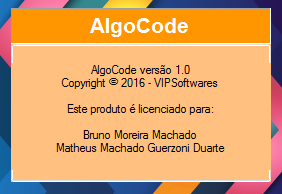 AlgoCode
AlgoCode versão 1.0
Copyright © 2016 - VIPSoftwares
Este produto é licenciado para:
Bruno Moreira Machado
Matheus Machado Guerzoni Duarte